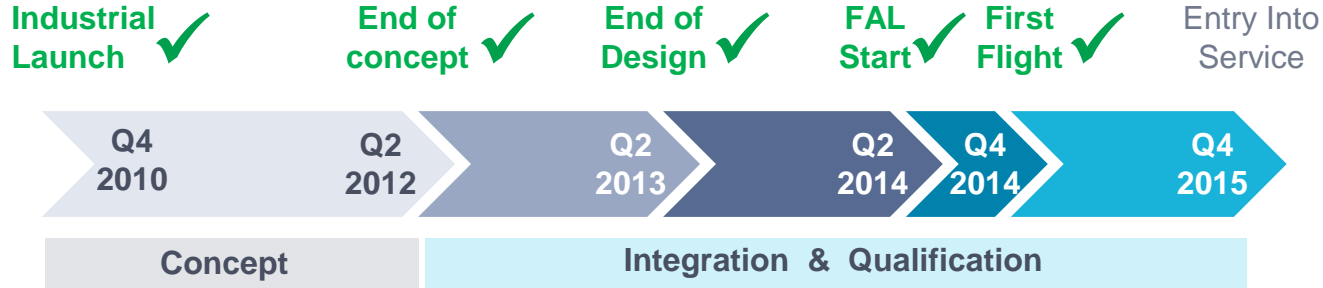 Industrial
Launch
End of
concept
End of
Design
FAL
Start
First
Flight
Entry Into
Service
Q4
2010
Q2
2012
Q2
2013
Q2
2014
Q4
2014
Q4
2015
Concept
Integration & Qualification